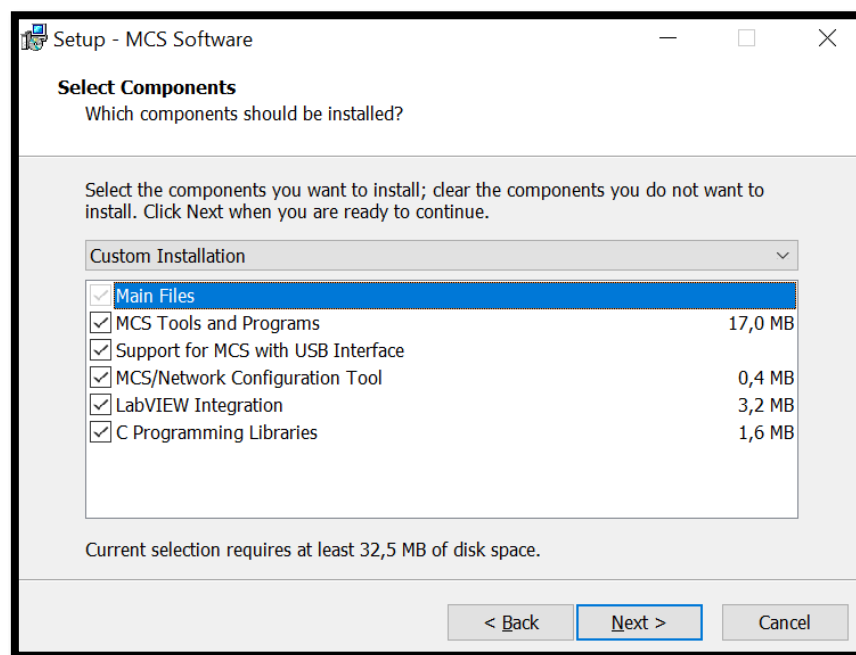 Setup - MCS Software
Select Components
Which components should be installed?
Select the components you want to install; clear the components you do not want to
install. Click Next when you are ready to continue.
Custom Installation
Main Files
MCS Tools and Programs 17,0 MB
Support for MCS with USB Interface
MCS/Network Configuration Tool 0,4 MB
LabVIEW Integration 3,2 MB
C Programming Libraries 1,6 MB
Current selection requires at least 32,5 MB of disk space.
< Back Next > Cancel